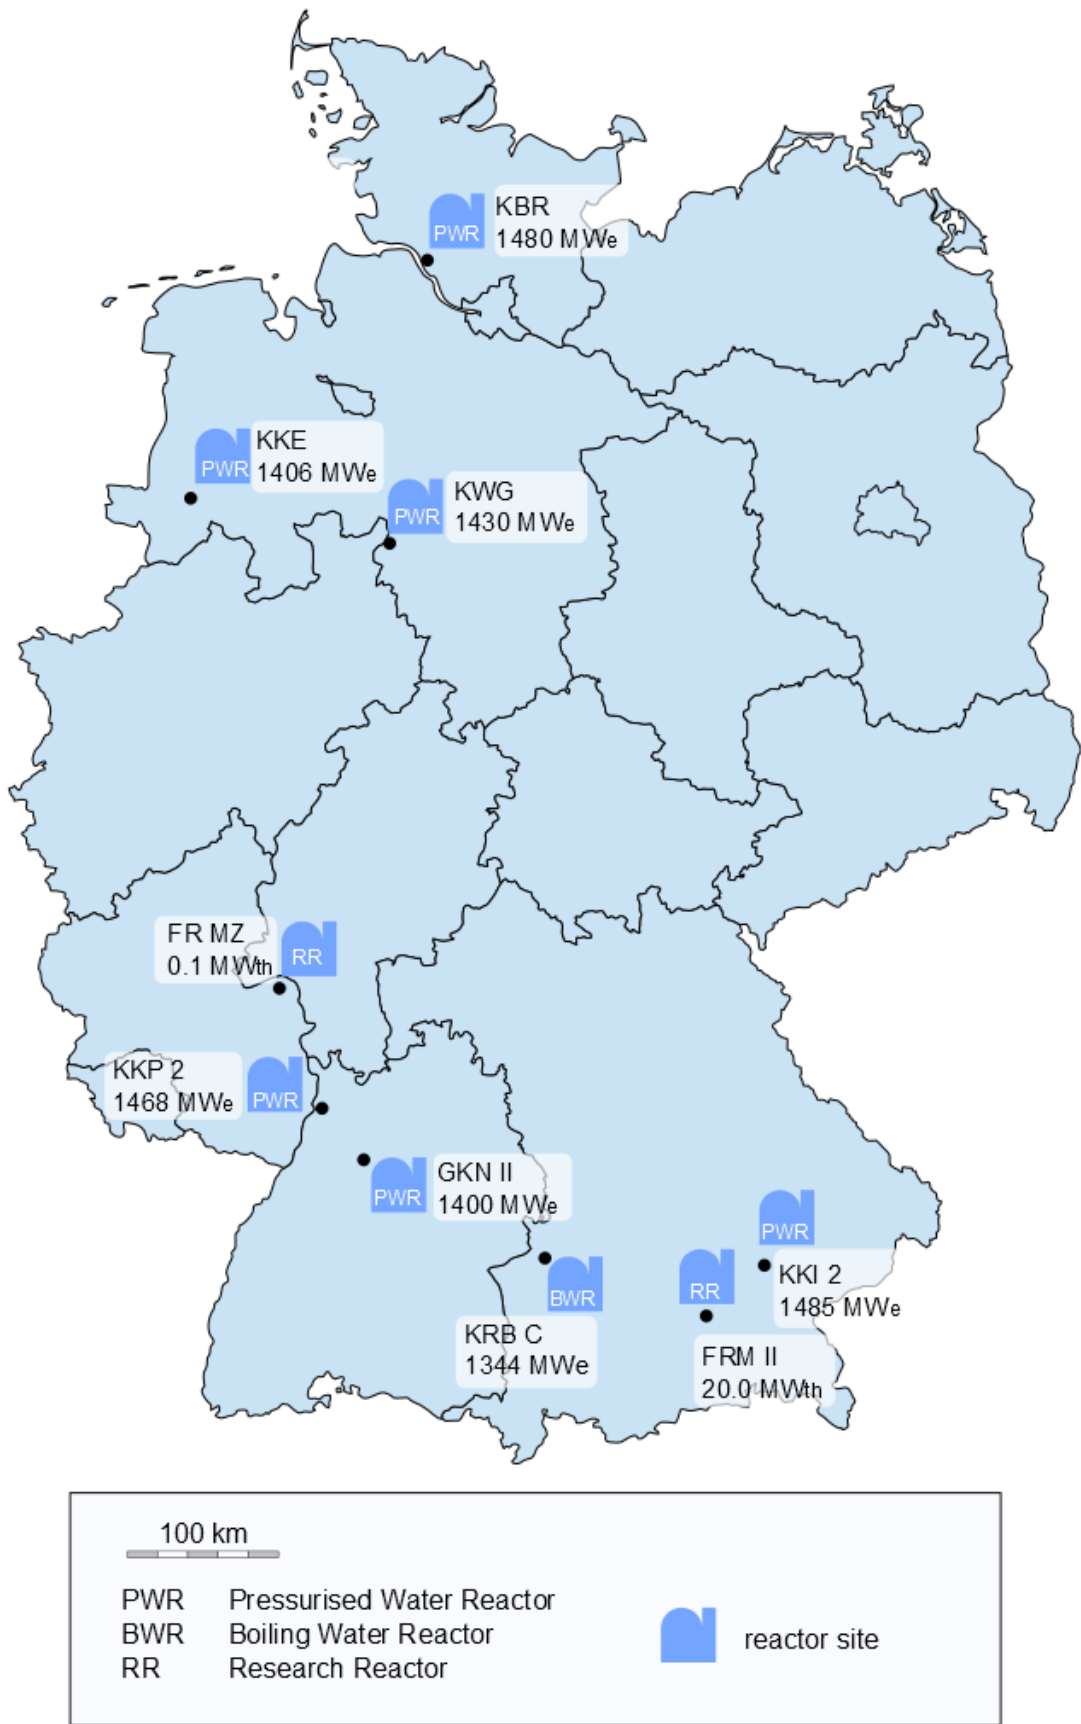 PWR
KBR
1480 MWe
PWR
KKE
1406 MWe
PWR
KWG
1430 MWe
FR MZ
0.1 MWth
RR
KKP 2
1468 MWe
PWR
PWR
GKN II
1400 MWe
PWR
KKI 2
1485 MWe
BWR
KRB C
1344 MWe
RR
FRM II
20.0 MWth
100 km
PWR Pressurised Water Reactor
BWR Boiling Water Reactor
RR Research Reactor
reactor site